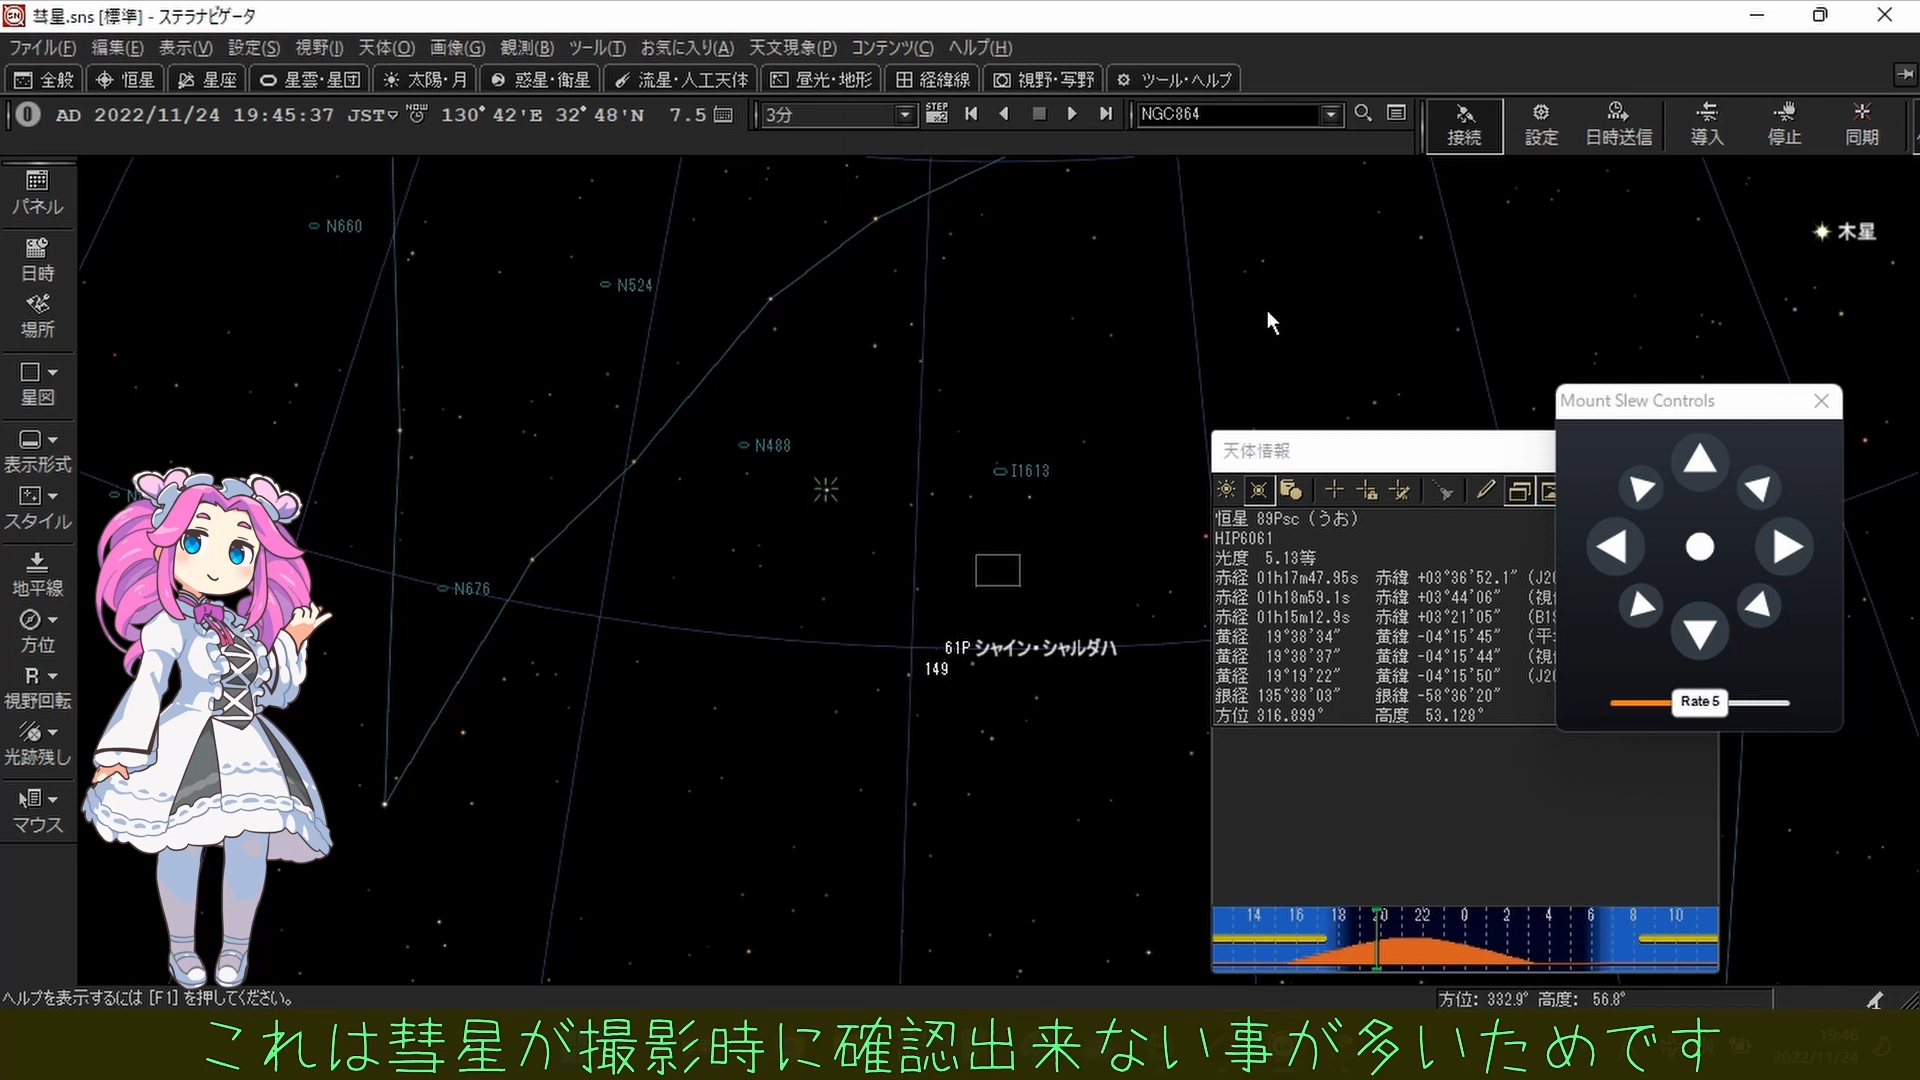 彗星.sns [標準] - ステラナビゲータ
ファイル(F) 編集(E) 表示(V) 設定(S) 視野(I) 天体(O) 画像(G) 観測(B) ツール(T) お気に入り(A) 天文現象(P) コンテンツ(C) ヘルプ(H)
全般 恒星 星座 星雲・星団 太陽・月 惑星・衛星 流星・人工天体 昼光・地形 経緯線 視野・写野 ツール・ヘルプ
AD 2022/11/24 19:45:37 JST NOW 130°42'E 32°48'N 7.5 3分 STEP NGC864
接続 設定 日時送信 導入 停止 同期
パネル
日時
場所
星図
表示形式
スタイル
地平線
方位
R
視野回転
光跡残し
マウス
N660
木星
N524
N488
I1613
N676
61P シャイン・シャルダハ
149
Mount Slew Controls
Rate 5
天体情報
恒星 89Psc (うお)
HIP6061
光度 5.13等
赤経 01h17m47.95s 赤緯 +03°36'52.1" (J20
赤経 01h18m59.1s 赤緯 +03°44'06" (視
赤経 01h15m12.9s 赤緯 +03°21'05" (B19
黄経 19°38'34" 黄緯 -04°15'45" (平
黄経 19°38'37" 黄緯 -04°15'44" (視
黄経 19°19'22" 黄緯 -04°15'50" (J20
銀経 135°38'03" 銀緯 -58°36'20"
方位 316.899° 高度 53.128°
14 16 18 20 22 0 2 4 6 8 10
ヘルプを表示するには [F1] を押してください。
方位: 332.9° 高度: 56.8°
これは彗星が撮影時に確認出来ない事が多いためです
19:46
2022/11/24